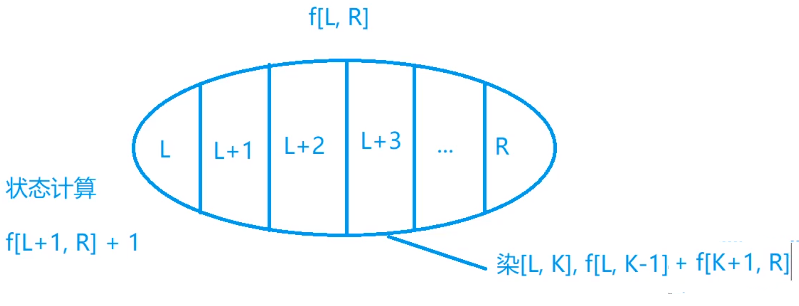 f[L, R]
L
L+1
L+2
L+3
...
R
状态计算
f[L+1, R] + 1
染[L, K], f[L, K-1] + f[K+1, R]